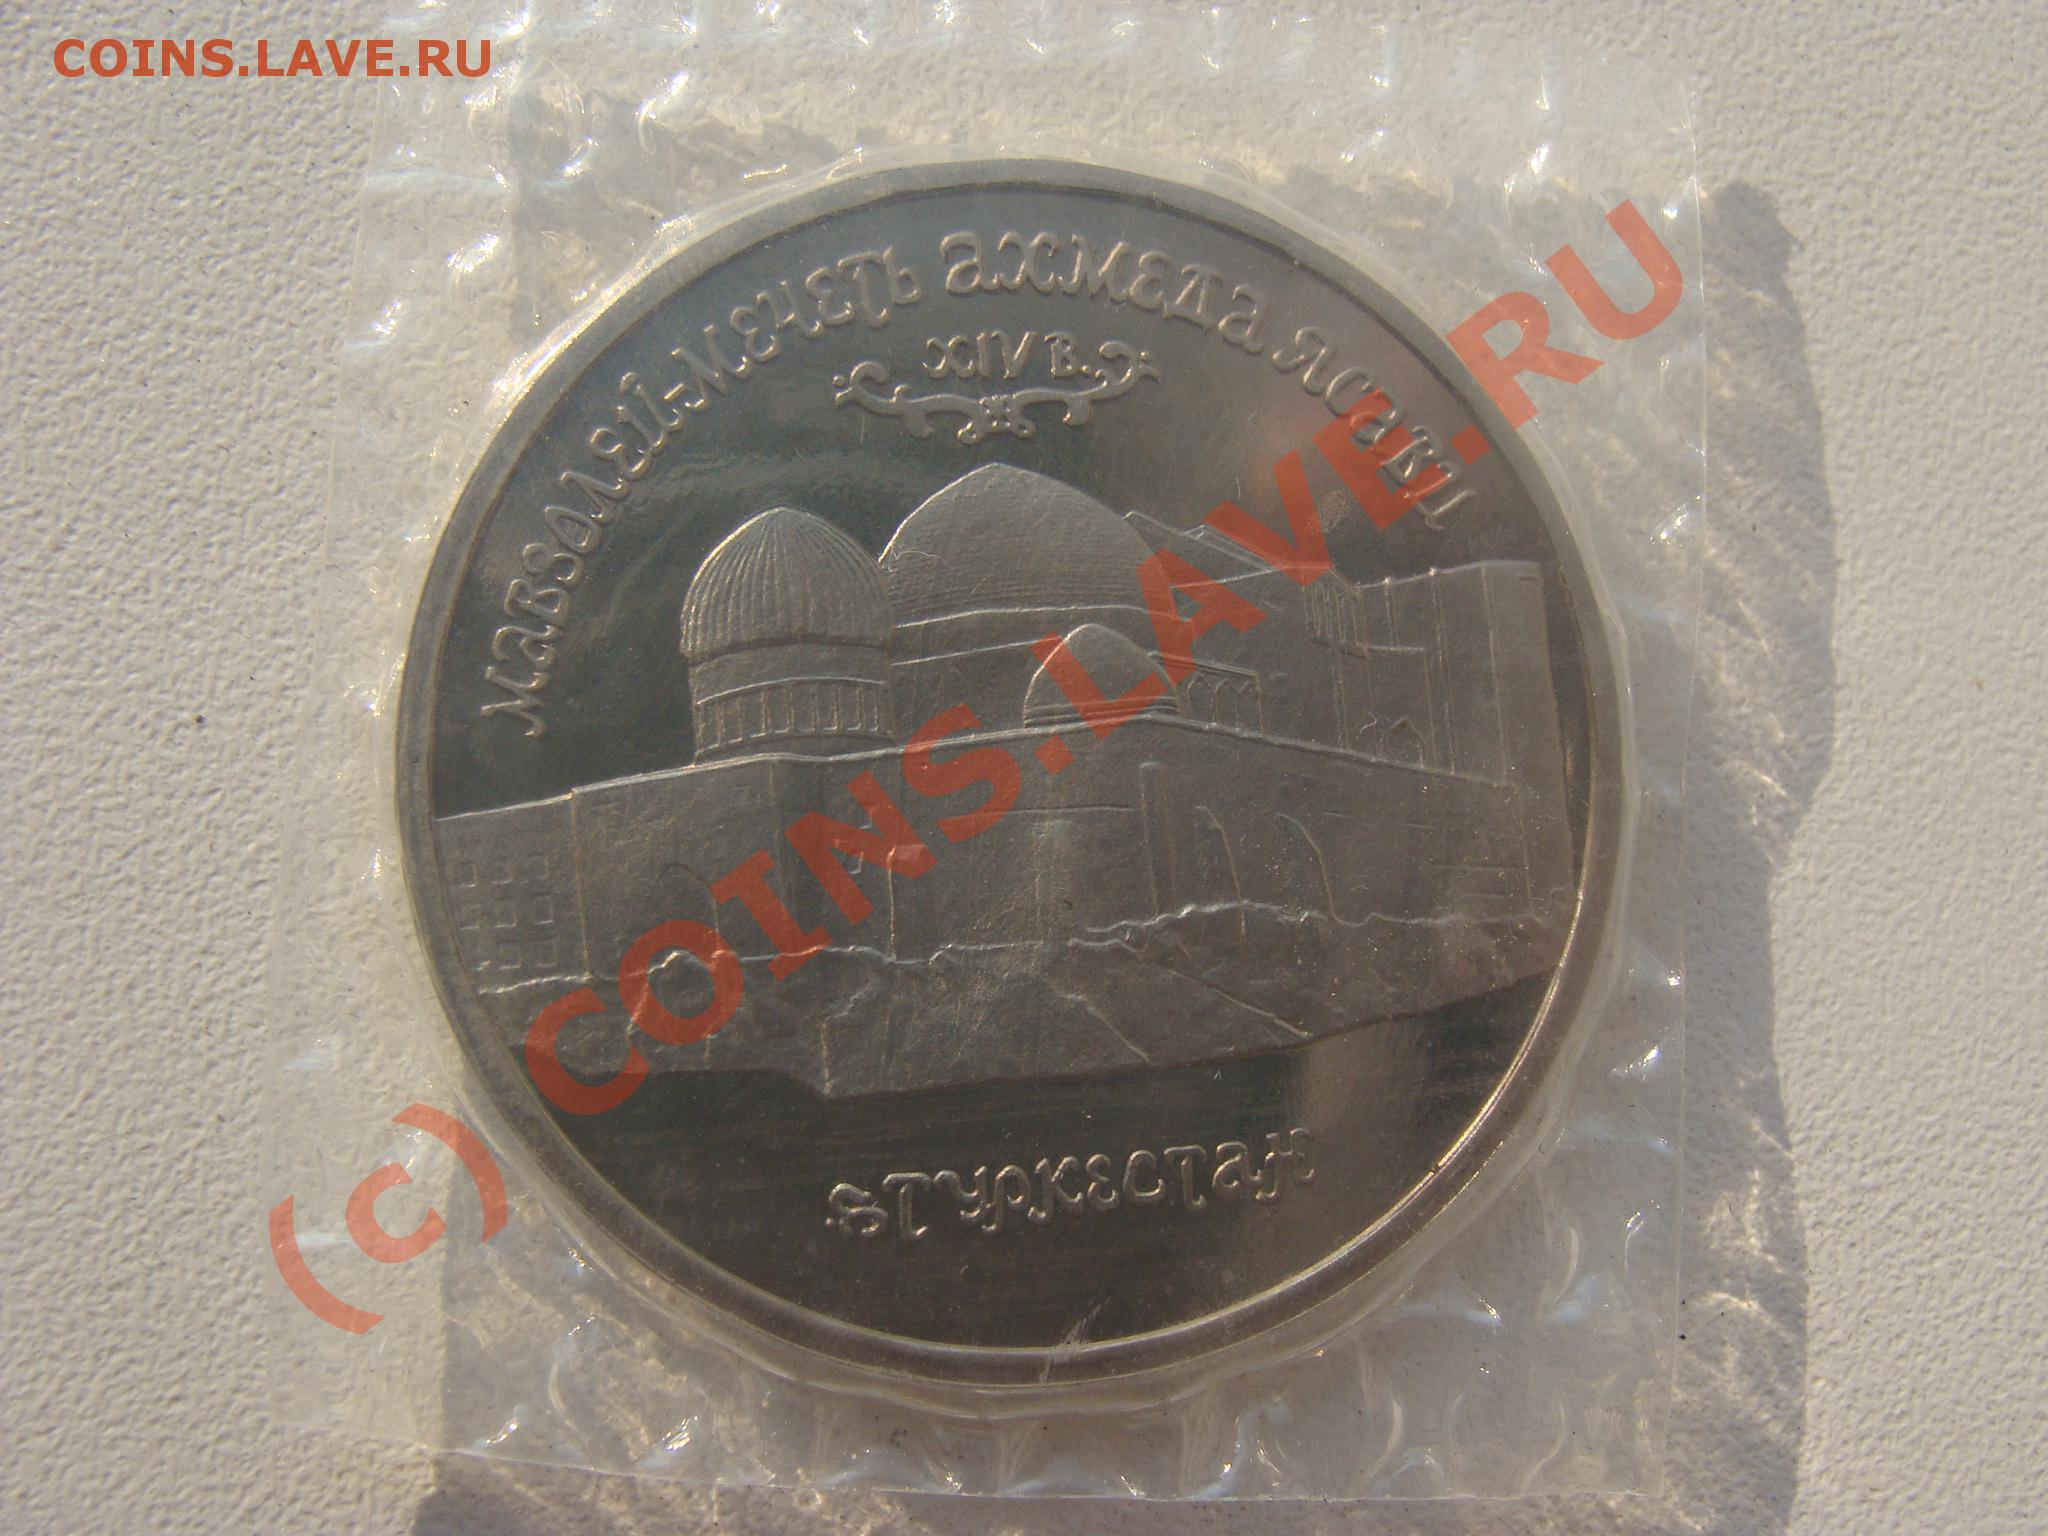 COINS.LAVE.RU
МАВЗОЛЕЙ-МЕЧЕТЬ АХМЕДА ЯСАВИ
XIV В.
г. ТУРКЕСТАН
(c) COINS.LAVE.RU